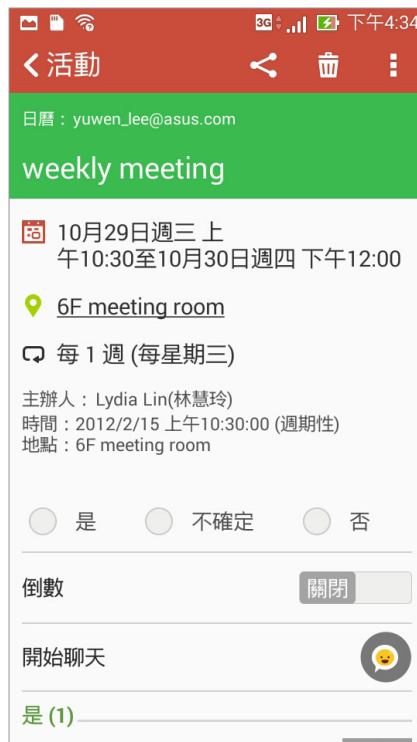 3G 下午4:34
活動
日曆：yuwen_lee@asus.com
weekly meeting
10月29日週三 上
午10:30至10月30日週四 下午12:00
6F meeting room
每 1 週 (每星期三)
主辦人：Lydia Lin(林慧玲)
時間：2012/2/15 上午10:30:00 (週期性)
地點：6F meeting room
是 不確定 否
倒數 關閉
開始聊天
是 (1)